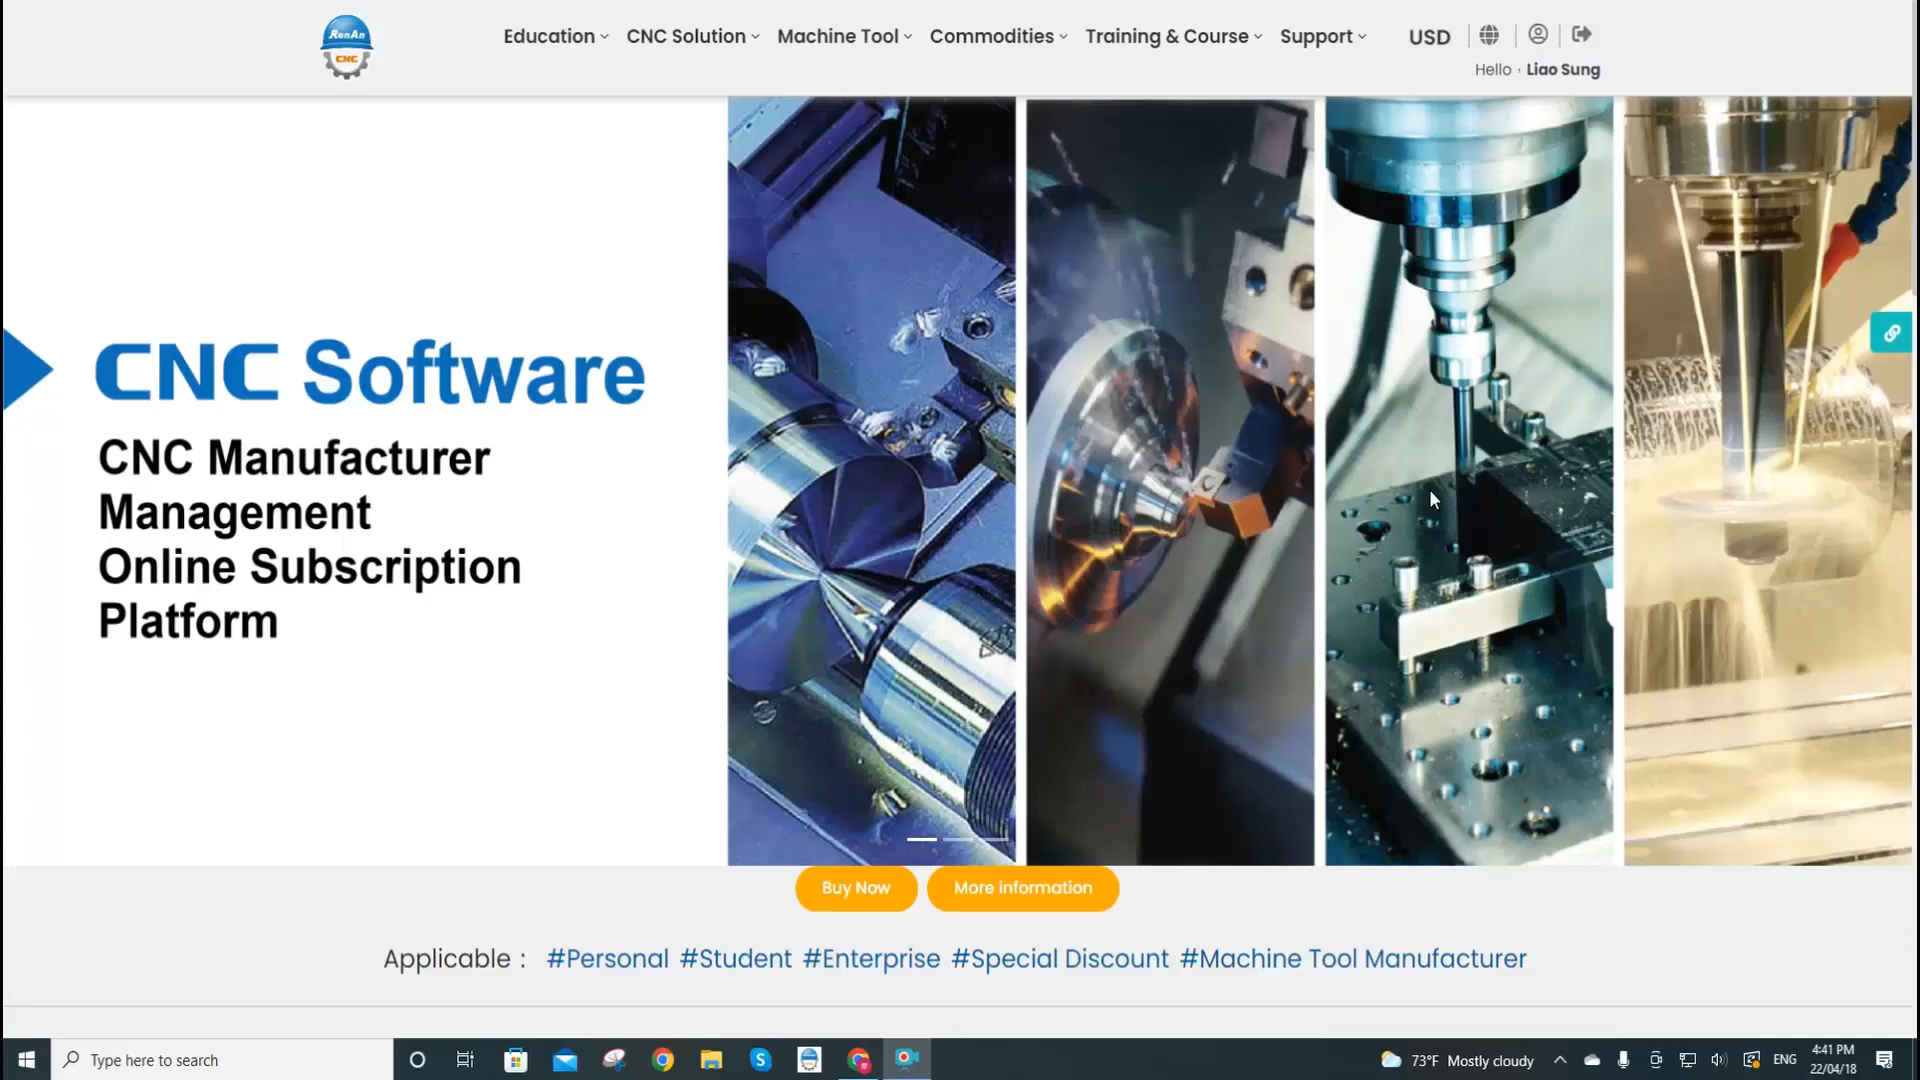 RenAn
CNC
Education
CNC Solution
Machine Tool
Commodities
Training & Course
Support
USD
Hello , Liao Sung
CNC Software
CNC Manufacturer
Management
Online Subscription
Platform
Buy Now
More information
Applicable : #Personal #Student #Enterprise #Special Discount #Machine Tool Manufacturer
Type here to search
73°F Mostly cloudy
ENG
4:41 PM
22/04/18